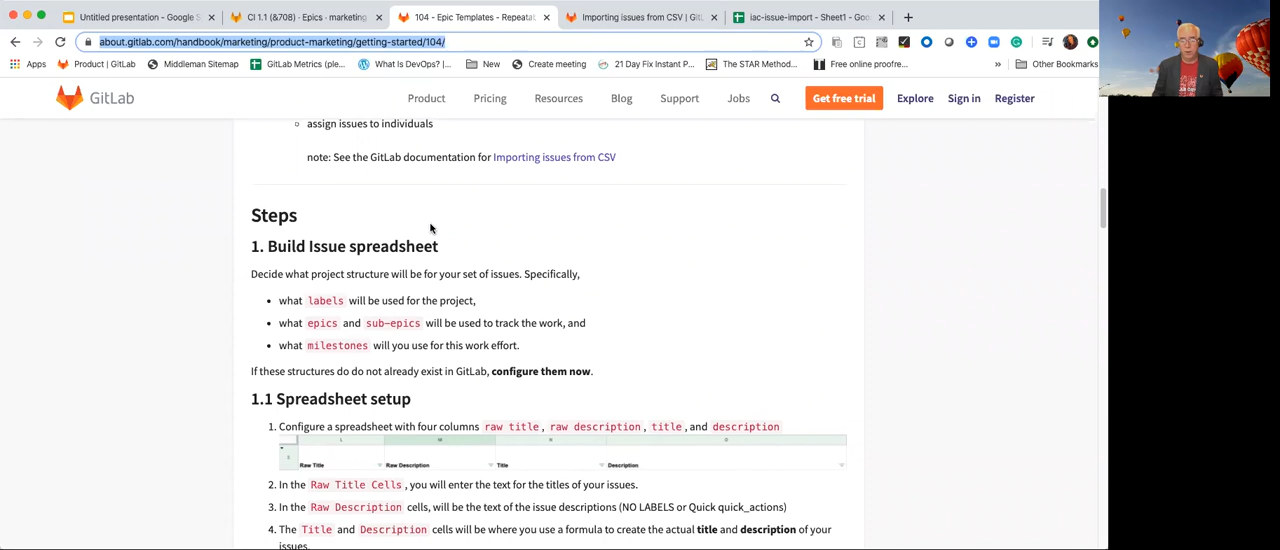 Untitled presentation - Google S
CI 1.1 (&708) · Epics · marketing
104 - Epic Templates - Repeatab
Importing issues from CSV | GitL
iac-issue-import - Sheet1 - Goo
about.gitlab.com/handbook/marketing/product-marketing/getting-started/104/
Apps
Product | GitLab
Middleman Sitemap
GitLab Metrics (ple...
What Is DevOps? |...
New
Create meeting
21 Day Fix Instant P...
The STAR Method...
Free online proofre...
»
Other Bookmarks
GitLab
Product
Pricing
Resources
Blog
Support
Jobs
Get free trial
Explore
Sign in
Register
assign issues to individuals
note: See the GitLab documentation for Importing issues from CSV
Steps
1. Build Issue spreadsheet
Decide what project structure will be for your set of issues. Specifically,
• what labels will be used for the project,
• what epics and sub-epics will be used to track the work, and
• what milestones will you use for this work effort.
If these structures do do not already exist in GitLab, configure them now.
1.1 Spreadsheet setup
1. Configure a spreadsheet with four columns raw title, raw description, title, and description
Raw Title
Raw Description
Title
Description
2. In the Raw Title Cells, you will enter the text for the titles of your issues.
3. In the Raw Description cells, will be the text of the issue descriptions (NO LABELS or Quick quick_actions)
4. The Title and Description cells will be where you use a formula to create the actual title and description of your
issues.